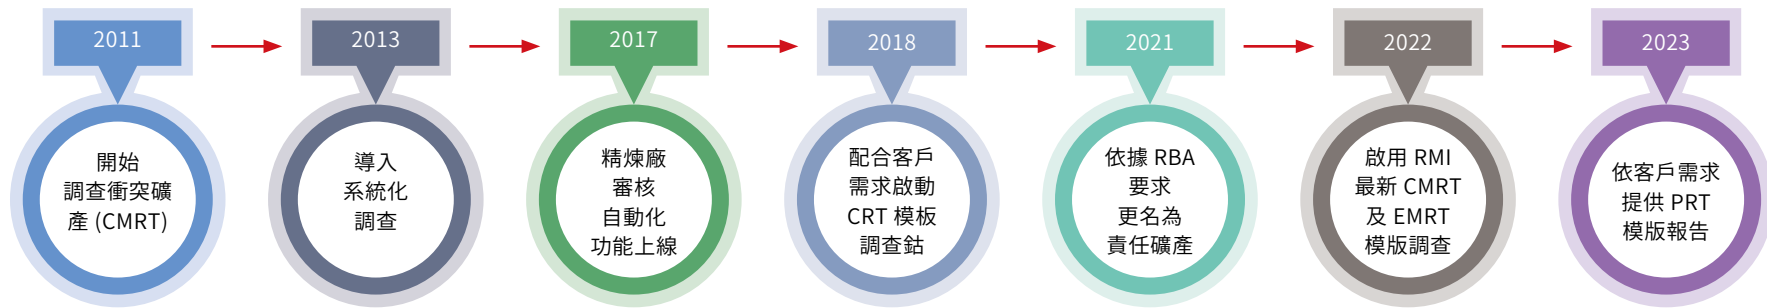 2011
開始
調查衝突礦
產 (CMRT)
2013
導入
系統化
調查
2017
精煉廠
審核
自動化
功能上線
2018
配合客戶
需求啟動
CRT 模板
調查鈷
2021
依據 RBA
要求
更名為
責任礦產
2022
啟用 RMI
最新 CMRT
及 EMRT
模版調查
2023
依客戶需求
提供 PRT
模版報告